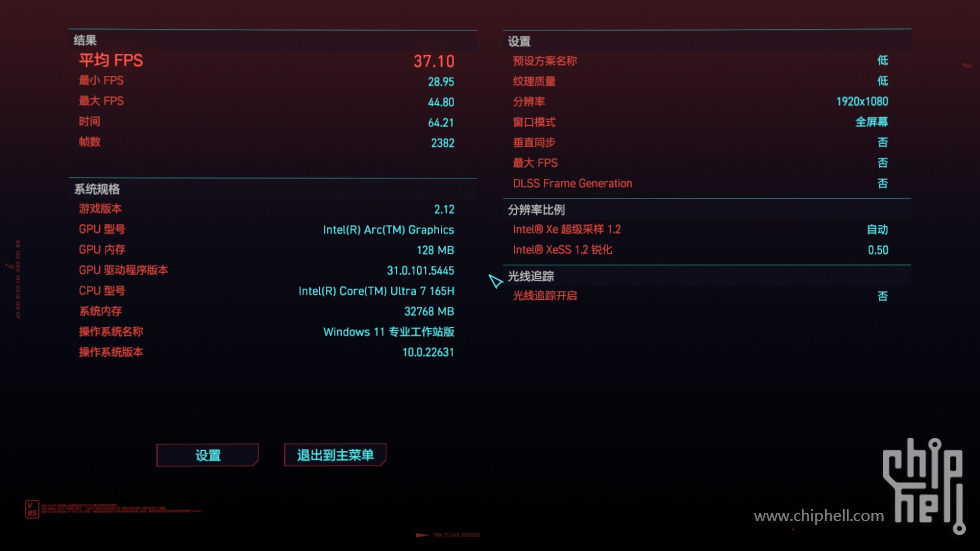 结果
平均 FPS 37.10
最小 FPS 28.95
最大 FPS 44.80
时间 64.21
帧数 2382
系统规格
游戏版本 2.12
GPU 型号 Intel(R) Arc(TM) Graphics
GPU 内存 128 MB
GPU 驱动程序版本 31.0.101.5445
CPU 型号 Intel(R) Core(TM) Ultra 7 165H
系统内存 32768 MB
操作系统名称 Windows 11 专业工作站版
操作系统版本 10.0.22631
设置
预设方案名称 低
纹理质量 低
分辨率 1920x1080
窗口模式 全屏幕
垂直同步 否
最大 FPS 否
DLSS Frame Generation 否
分辨率比例
Intel® Xe 超级采样 1.2 自动
Intel® XeSS 1.2 锐化 0.50
光线追踪
光线追踪开启 否
设置
退出到主菜单
V
85
www.chiphell.com
chip
hell